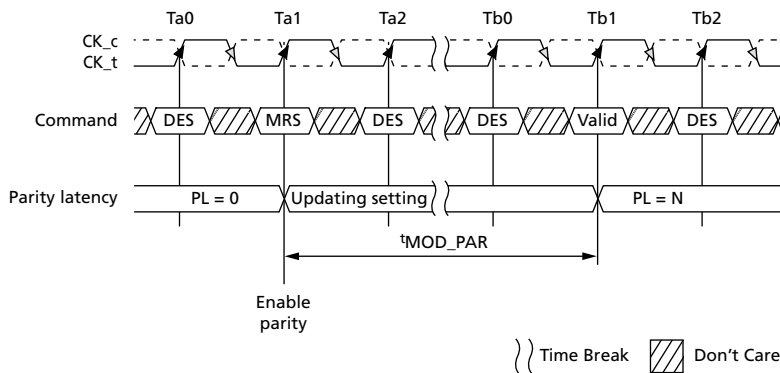 Ta0 Ta1 Ta2 Tb0 Tb1 Tb2
CK_c
CK_t
Command DES MRS DES DES Valid DES
Parity latency PL = 0 Updating setting PL = N
tMOD_PAR
Enable
parity
Time Break Don't Care